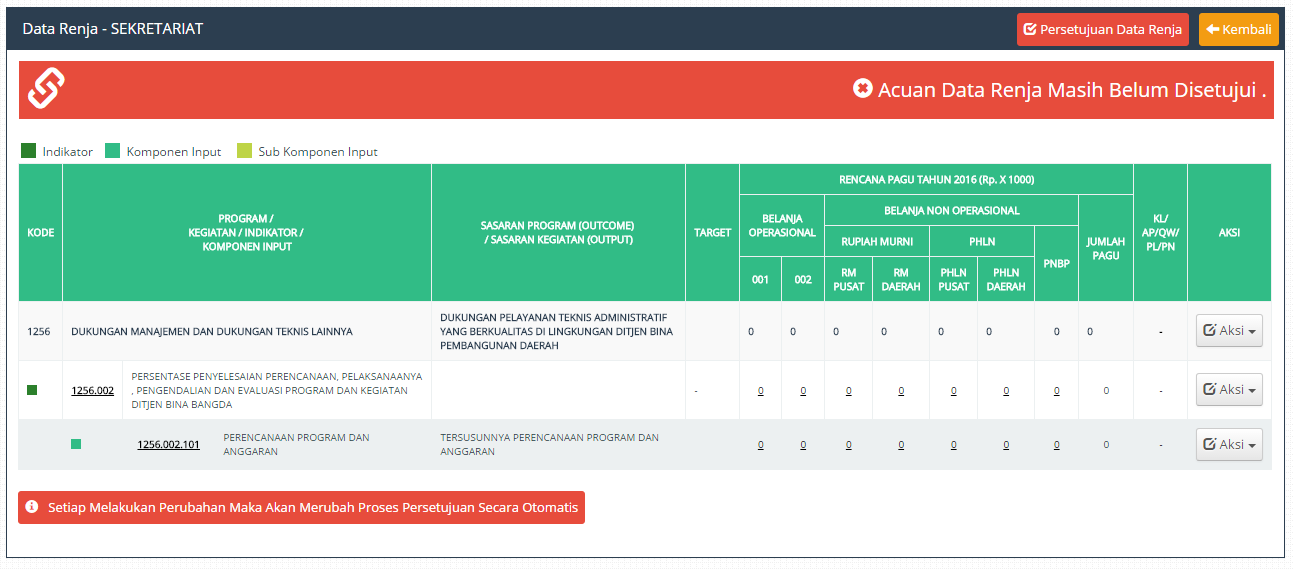 Data Renja - SEKRETARIAT
Persetujuan Data Renja
Kembali
Acuan Data Renja Masih Belum Disetujui .
Indikator
Komponen Input
Sub Komponen Input
KODE
PROGRAM /
KEGIATAN / INDIKATOR /
KOMPONEN INPUT
SASARAN PROGRAM (OUTCOME)
/ SASARAN KEGIATAN (OUTPUT)
TARGET
RENCANA PAGU TAHUN 2016 (Rp. X 1000)
BELANJA
OPERASIONAL
BELANJA NON OPERASIONAL
RUPIAH MURNI
PHLN
PNBP
JUMLAH
PAGU
001
002
RM
PUSAT
RM
DAERAH
PHLN
PUSAT
PHLN
DAERAH
KL/
AP/QW/
PL/PN
AKSI
1256
DUKUNGAN MANAJEMEN DAN DUKUNGAN TEKNIS LAINNYA
DUKUNGAN PELAYANAN TEKNIS ADMINISTRATIF
YANG BERKUALITAS DI LINGKUNGAN DITJEN BINA
PEMBANGUNAN DAERAH
0 0 0 0 0 0 0 0 -
Aksi
1256.002
PERSENTASE PENYELESAIAN PERENCANAAN, PELAKSANAANYA
, PENGENDALIAN DAN EVALUASI PROGRAM DAN KEGIATAN
DITJEN BINA BANGDA
- 0 0 0 0 0 0 0 0 -
Aksi
1256.002.101
PERENCANAAN PROGRAM DAN
ANGGARAN
TERSUSUNNYA PERENCANAAN PROGRAM DAN
ANGGARAN
0 0 0 0 0 0 0 0 -
Aksi
Setiap Melakukan Perubahan Maka Akan Merubah Proses Persetujuan Secara Otomatis